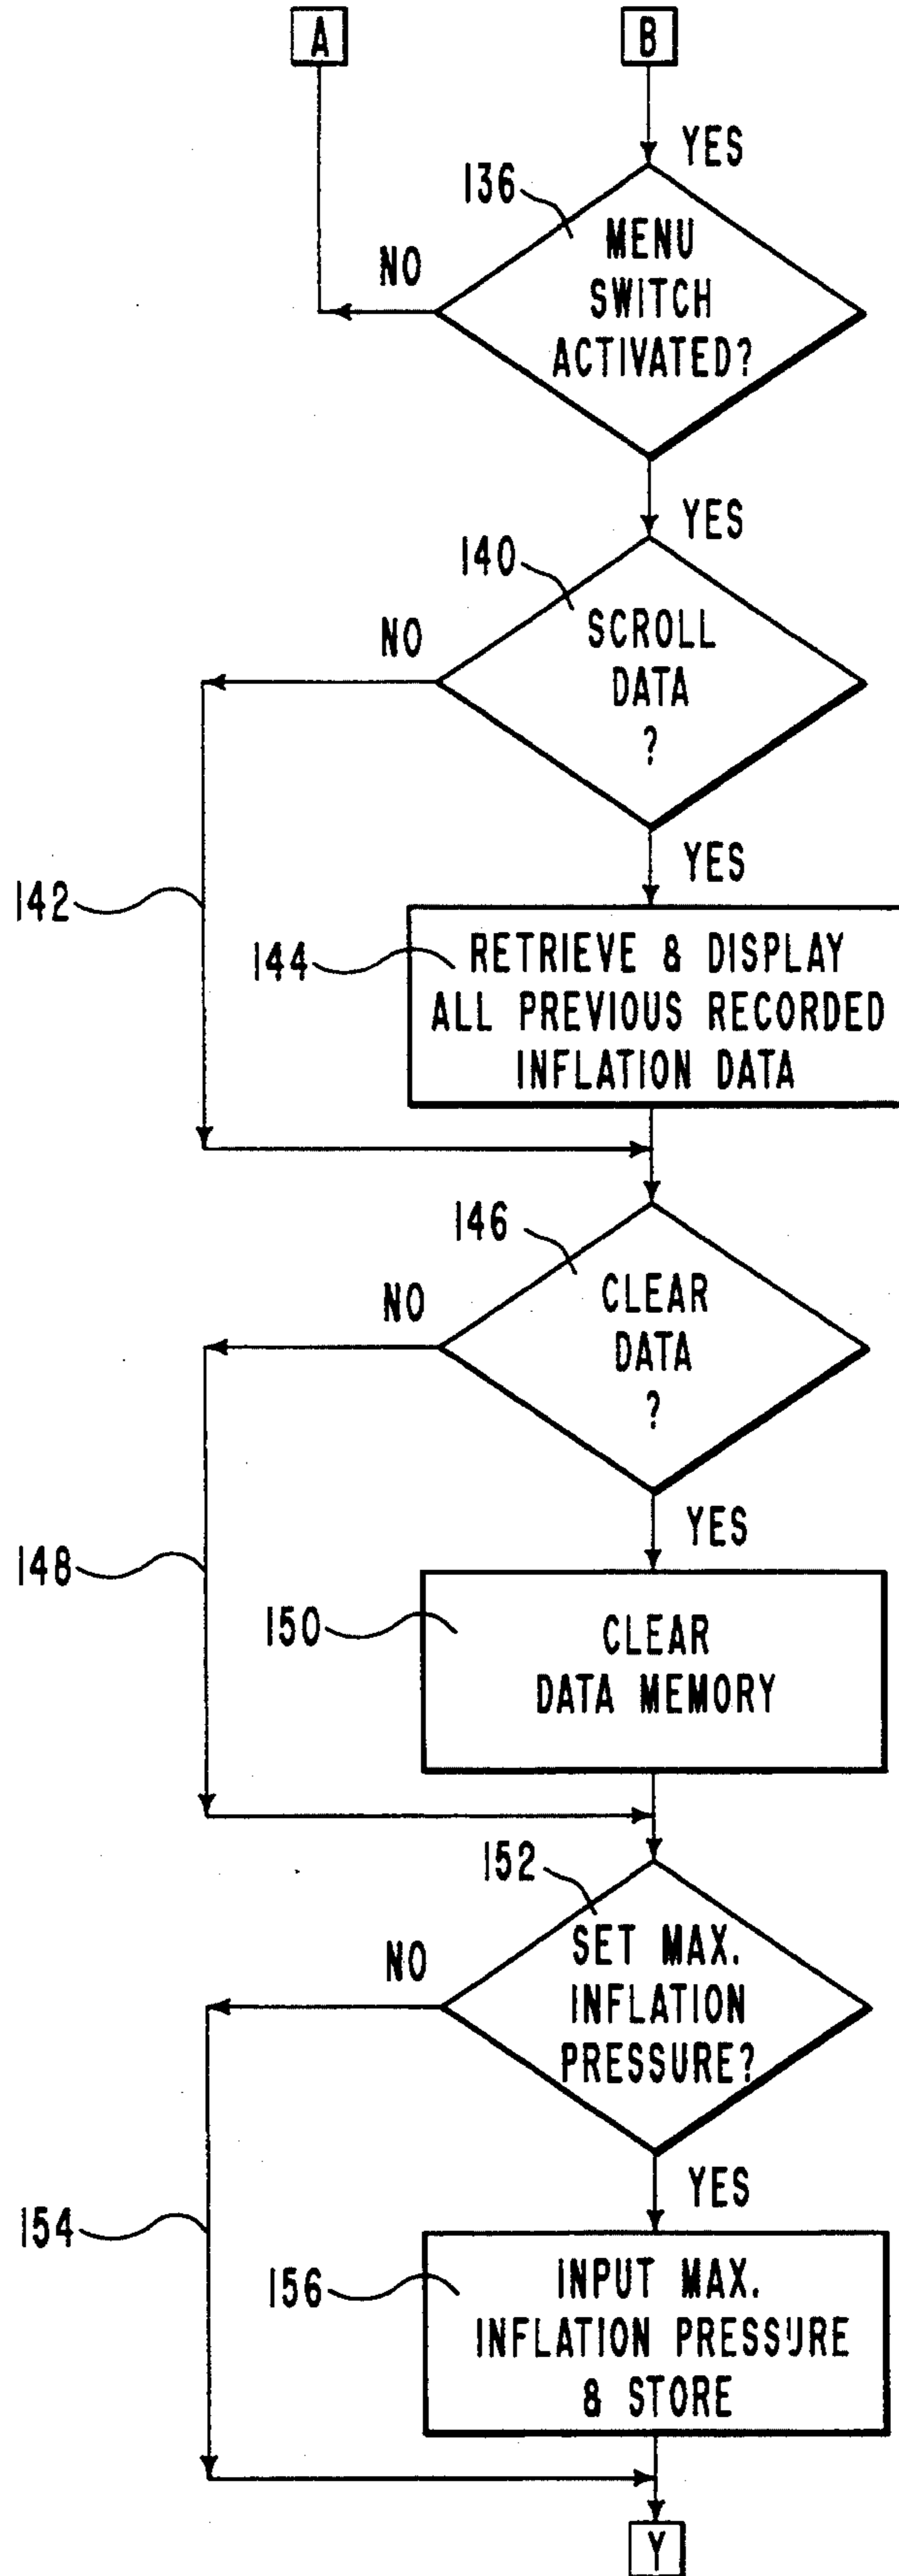 A
B
YES
136
MENU
SWITCH
ACTIVATED?
NO
YES
140
SCROLL
DATA
?
NO
YES
142
144
RETRIEVE & DISPLAY
ALL PREVIOUS RECORDED
INFLATION DATA
146
CLEAR
DATA
?
NO
YES
148
150
CLEAR
DATA MEMORY
152
SET MAX.
INFLATION
PRESSURE?
NO
YES
154
156
INPUT MAX.
INFLATION PRESSURE
& STORE
Y